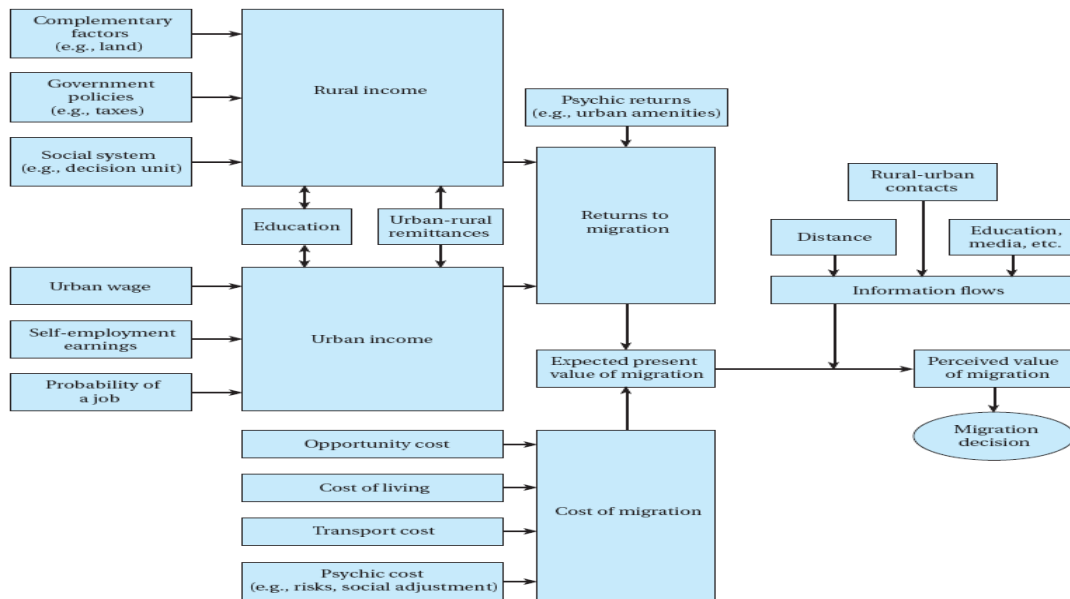 Complementary
factors
(e.g., land)
Government
policies
(e.g., taxes)
Social system
(e.g., decision unit)
Rural income
Psychic returns
(e.g., urban amenities)
Education
Urban-rural
remittances
Returns to
migration
Rural-urban
contacts
Distance
Education,
media, etc.
Information flows
Urban wage
Self-employment
earnings
Probability of
a job
Urban income
Expected present
value of migration
Perceived value
of migration
Migration
decision
Opportunity cost
Cost of living
Transport cost
Psychic cost
(e.g., risks, social adjustment)
Cost of migration